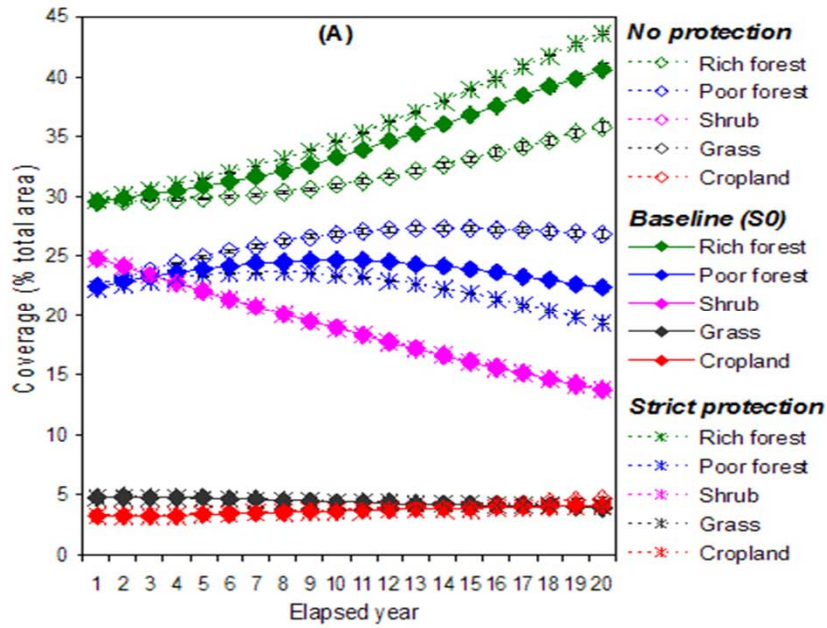 (A)
45
40
35
30
25
20
15
10
5
0
Coverage (% total area)
1 2 3 4 5 6 7 8 9 10 11 12 13 14 15 16 17 18 19 20
Elapsed year
No protection
Rich forest
Poor forest
Shrub
Grass
Cropland
Baseline (S0)
Rich forest
Poor forest
Shrub
Grass
Cropland
Strict protection
Rich forest
Poor forest
Shrub
Grass
Cropland